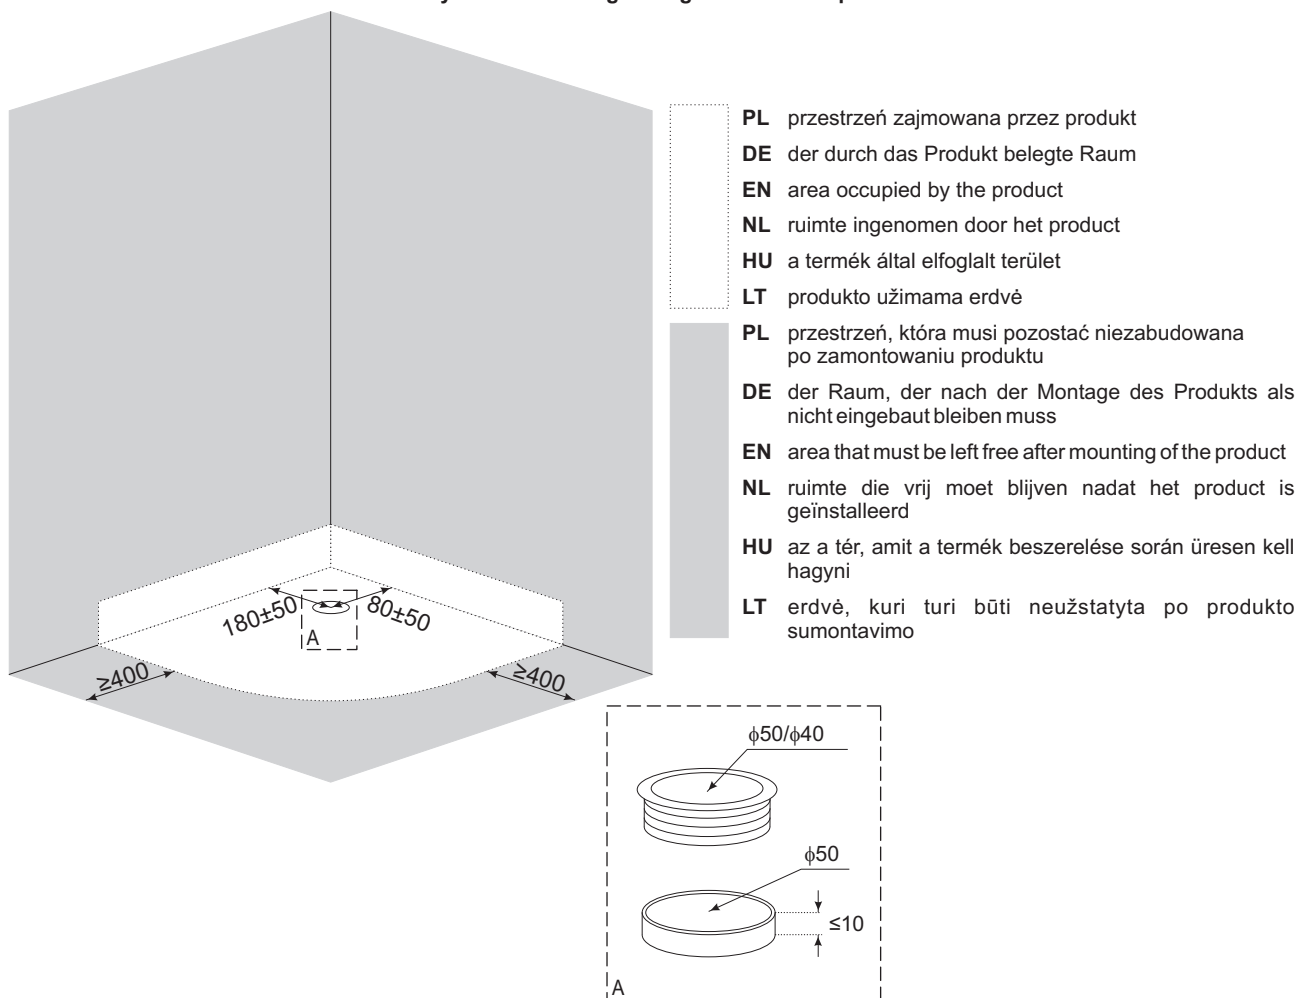 PL przestrzeń zajmowana przez produkt
DE der durch das Produkt belegte Raum
EN area occupied by the product
NL ruimte ingenomen door het product
HU a termék által elfoglalt terület
LT produkto užimama erdvė
PL przestrzeń, która musi pozostać niezabudowana
po zamontowaniu produktu
DE der Raum, der nach der Montage des Produkts als
nicht eingebaut bleiben muss
EN area that must be left free after mounting of the product
NL ruimte die vrij moet blijven nadat het product is
geïnstalleerd
HU az a tér, amit a termék beszerelése során üresen kell
hagyni
LT erdvė, kuri turi būti neužstatyta po produkto
sumontavimo
180±50
80±50
A
≥400
≥400
ϕ50/ϕ40
ϕ50
≤10
A